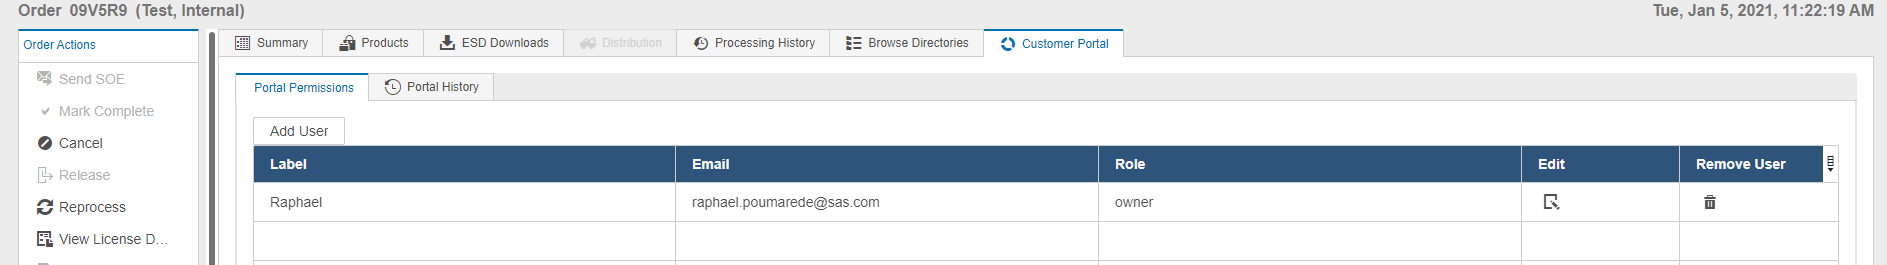 Order 09V5R9 (Test, Internal)
Tue, Jan 5, 2021, 11:22:19 AM
Order Actions
Send SOE
Mark Complete
Cancel
Release
Reprocess
View License D...
Summary
Products
ESD Downloads
Distribution
Processing History
Browse Directories
Customer Portal
Portal Permissions
Portal History
Add User
Label Email Role Edit Remove User
Raphael raphael.poumarede@sas.com owner